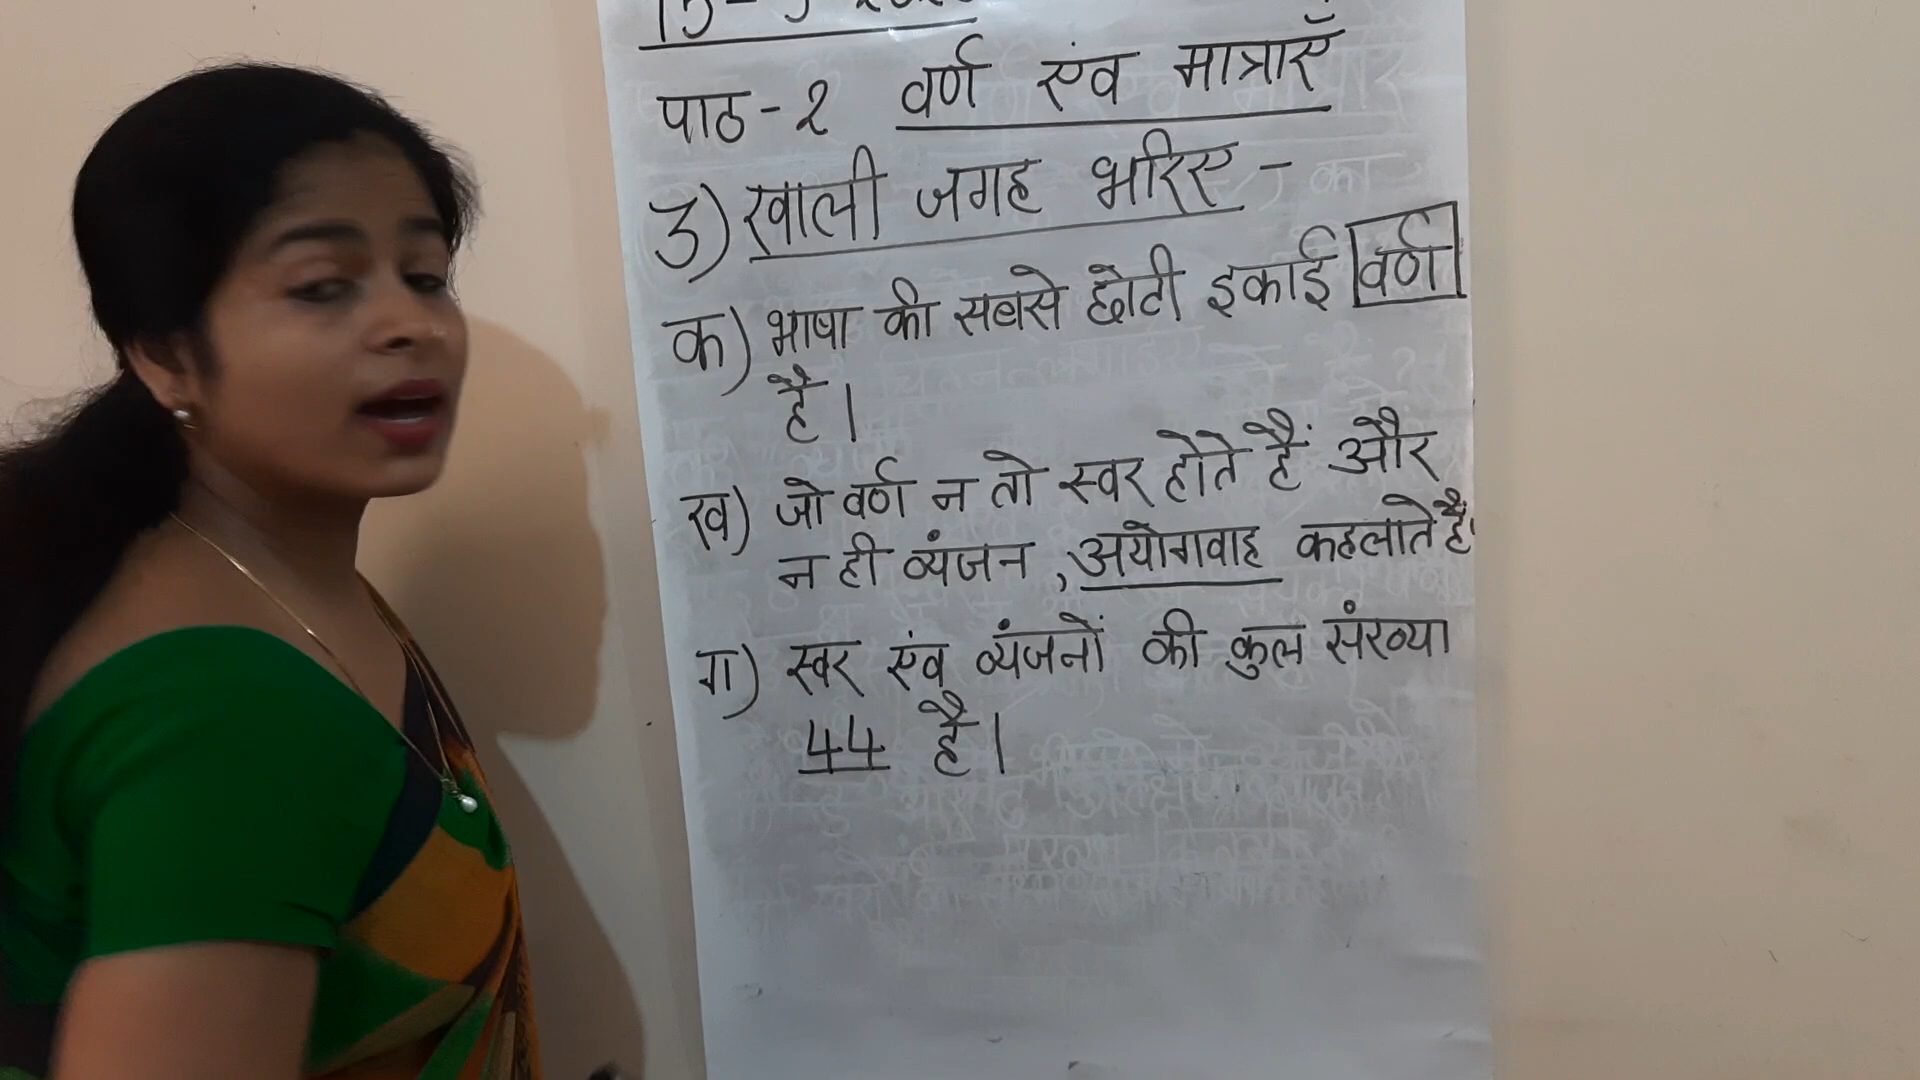 पाठ-2 वर्ण एंव मात्राएँ
3) खाली जगह भरिए -
क) भाषा की सबसे छोटी इकाई वर्ण
है।
ख) जो वर्ण न तो स्वर होते हैं और
न ही व्यंजन, अयोगवाह कहलाते हैं।
ग) स्वर एंव व्यंजनों की कुल संख्या
44 है।